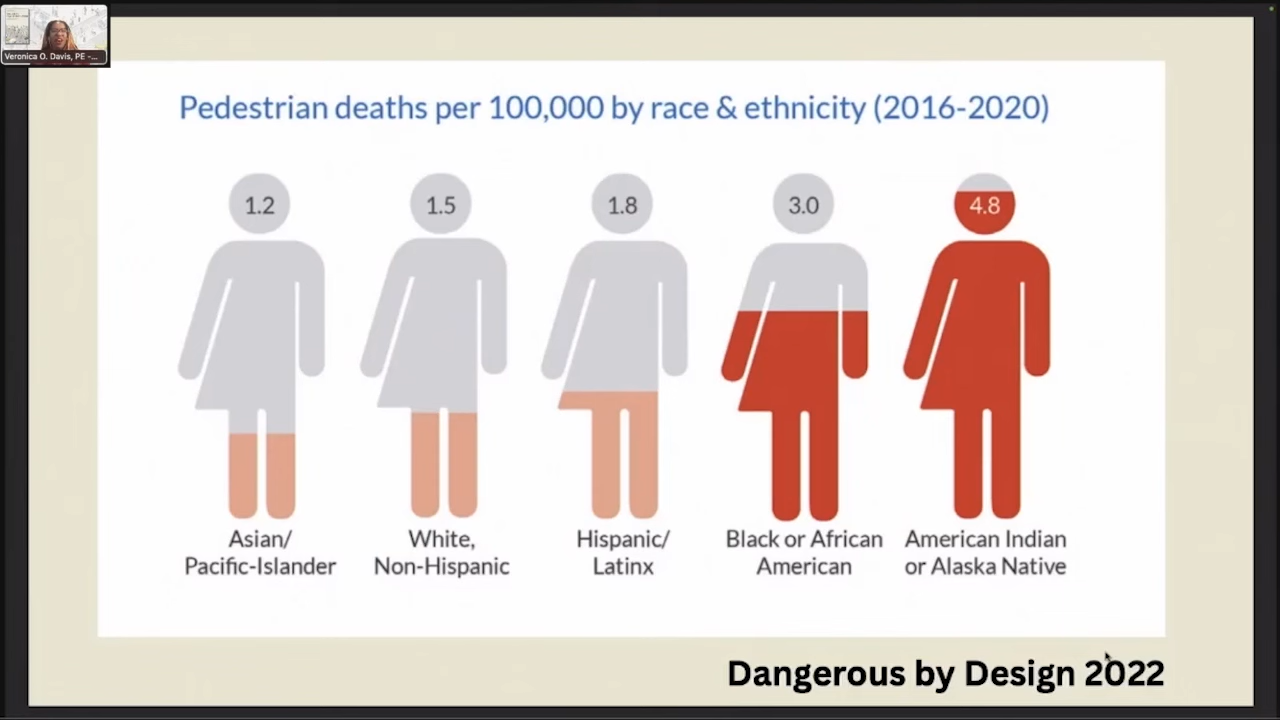 Veronica O. Davis, PE -...
Pedestrian deaths per 100,000 by race & ethnicity (2016-2020)
1.2
1.5
1.8
3.0
4.8
Asian/
Pacific-Islander
White,
Non-Hispanic
Hispanic/
Latinx
Black or African
American
American Indian
or Alaska Native
Dangerous by Design 2022